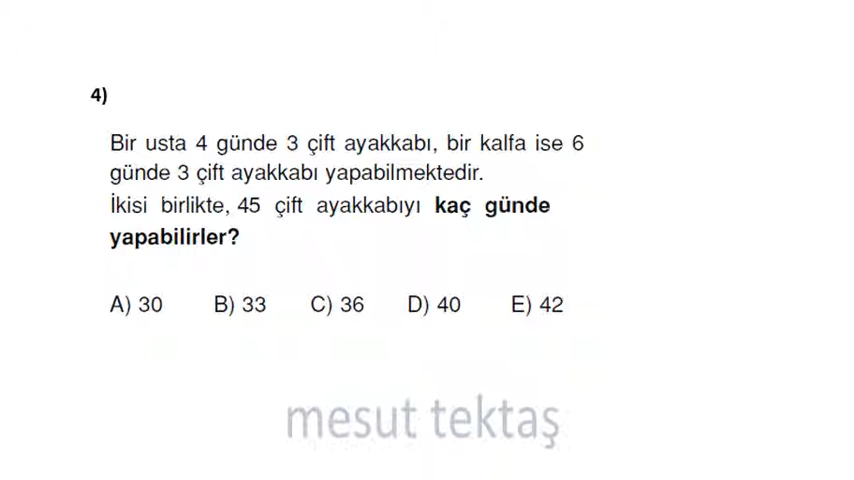 4)
Bir usta 4 günde 3 çift ayakkabı, bir kalfa ise 6
günde 3 çift ayakkabı yapabilmektedir.
İkisi birlikte, 45 çift ayakkabıyı kaç günde
yapabilirler?
A) 30 B) 33 C) 36 D) 40 E) 42
mesut tektaş